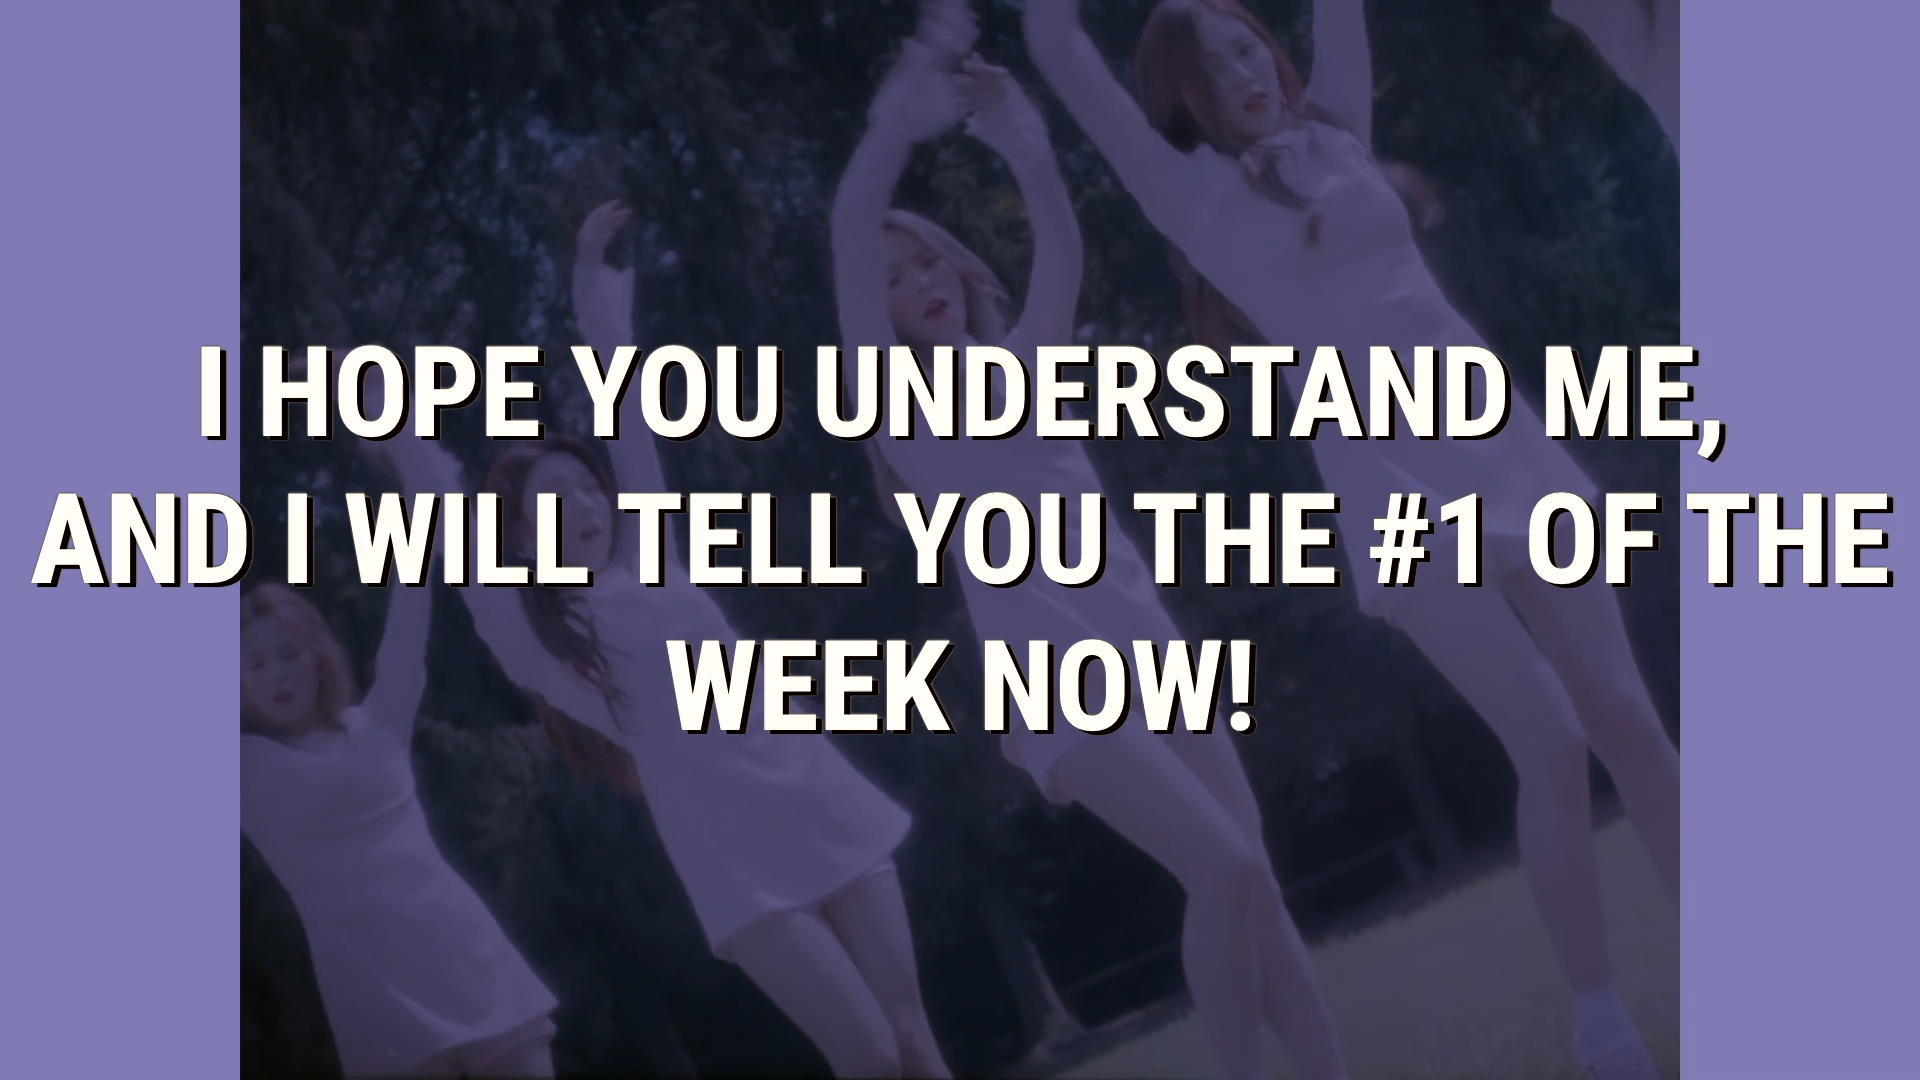 I HOPE YOU UNDERSTAND ME,
AND I WILL TELL YOU THE #1 OF THE
WEEK NOW!